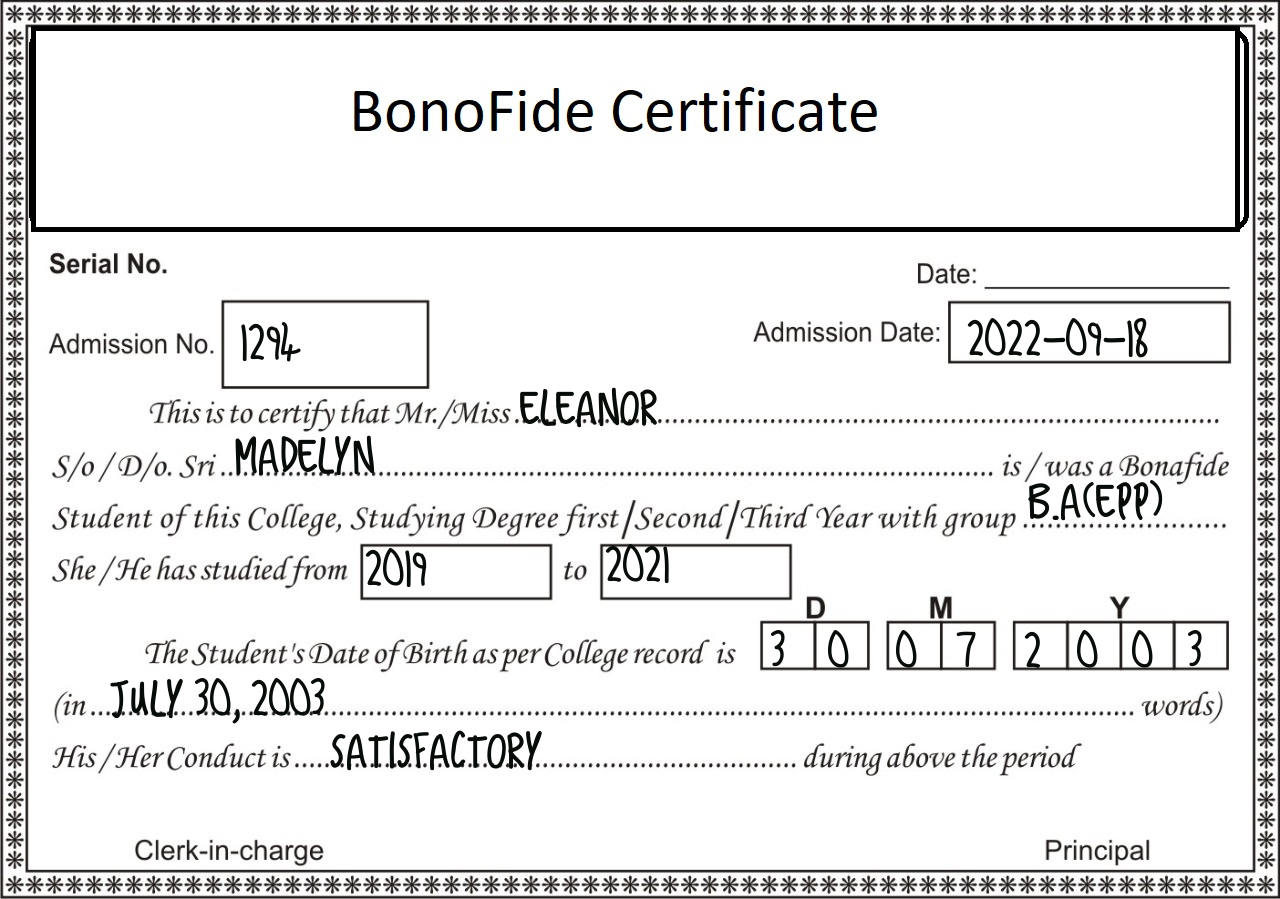 BonoFide Certificate
Serial No.
Date:
Admission No. 1294
Admission Date: 2022-09-18
This is to certify that Mr./Miss ELEANOR
S/o / D/o. Sri MADELYN is / was a Bonafide
Student of this College, Studying Degree first/Second/Third Year with group B.A(EPP)
She / He has studied from 2019 to 2021
D M Y
The Student's Date of Birth as per College record is 3 0 0 7 2 0 0 3
(in JULY 30, 2003 words)
His / Her Conduct is SATISFACTORY during above the period
Clerk-in-charge
Principal